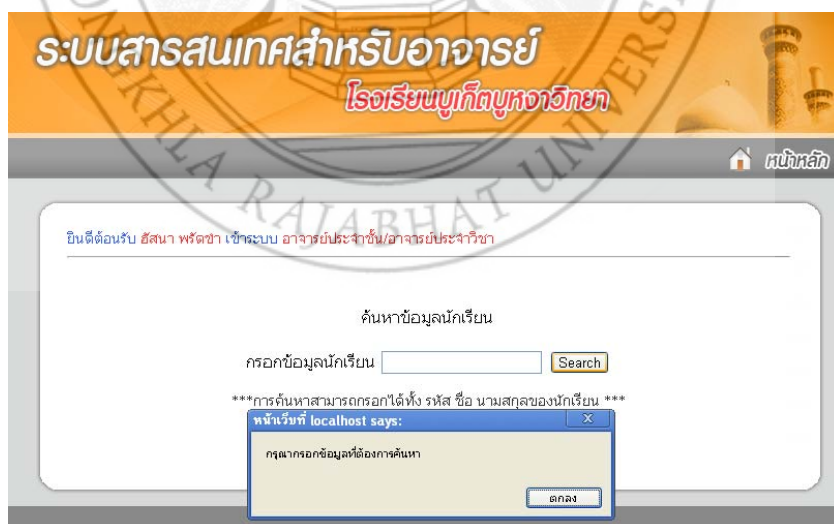 ระบบสารสนเทศสำหรับอาจารย์
โรงเรียนบูเก็ตบูหงาวิทยา
หน้าหลัก
ยินดีต้อนรับ ฮัสนา พรัดชำ เข้าระบบ อาจารย์ประจำชั้น/อาจารย์ประจำวิชา
ค้นหาข้อมูลนักเรียน
กรอกข้อมูลนักเรียน Search
***การค้นหาสามารถกรอกได้ทั้ง รหัส ชื่อ นามสกุลของนักเรียน ***
หน้าเว็บที่ localhost says:
กรุณากรอกข้อมูลที่ต้องการค้นหา
ตกลง
RAJABHAT